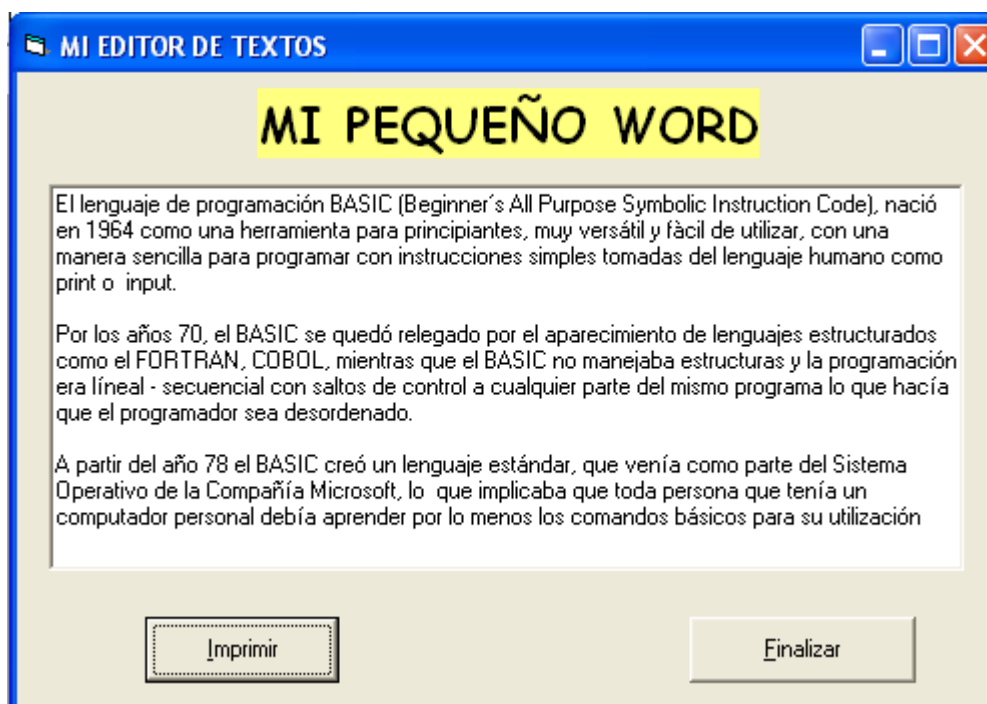 MI EDITOR DE TEXTOS
MI PEQUEÑO WORD
El lenguaje de programación BASIC (Beginner´s All Purpose Symbolic Instruction Code), nació
en 1964 como una herramienta para principiantes, muy versátil y fàcil de utilizar, con una
manera sencilla para programar con instrucciones simples tomadas del lenguaje humano como
print o  input.
Por los años 70, el BASIC se quedó relegado por el aparecimiento de lenguajes estructurados
como el FORTRAN, COBOL, mientras que el BASIC no manejaba estructuras y la programación
era líneal - secuencial con saltos de control a cualquier parte del mismo programa lo que hacía
que el programador sea desordenado.
A partir del año 78 el BASIC creó un lenguaje estándar, que venía como parte del Sistema
Operativo de la Compañía Microsoft, lo  que implicaba que toda persona que tenía un
computador personal debía aprender por lo menos los comandos básicos para su utilización
Imprimir
Finalizar